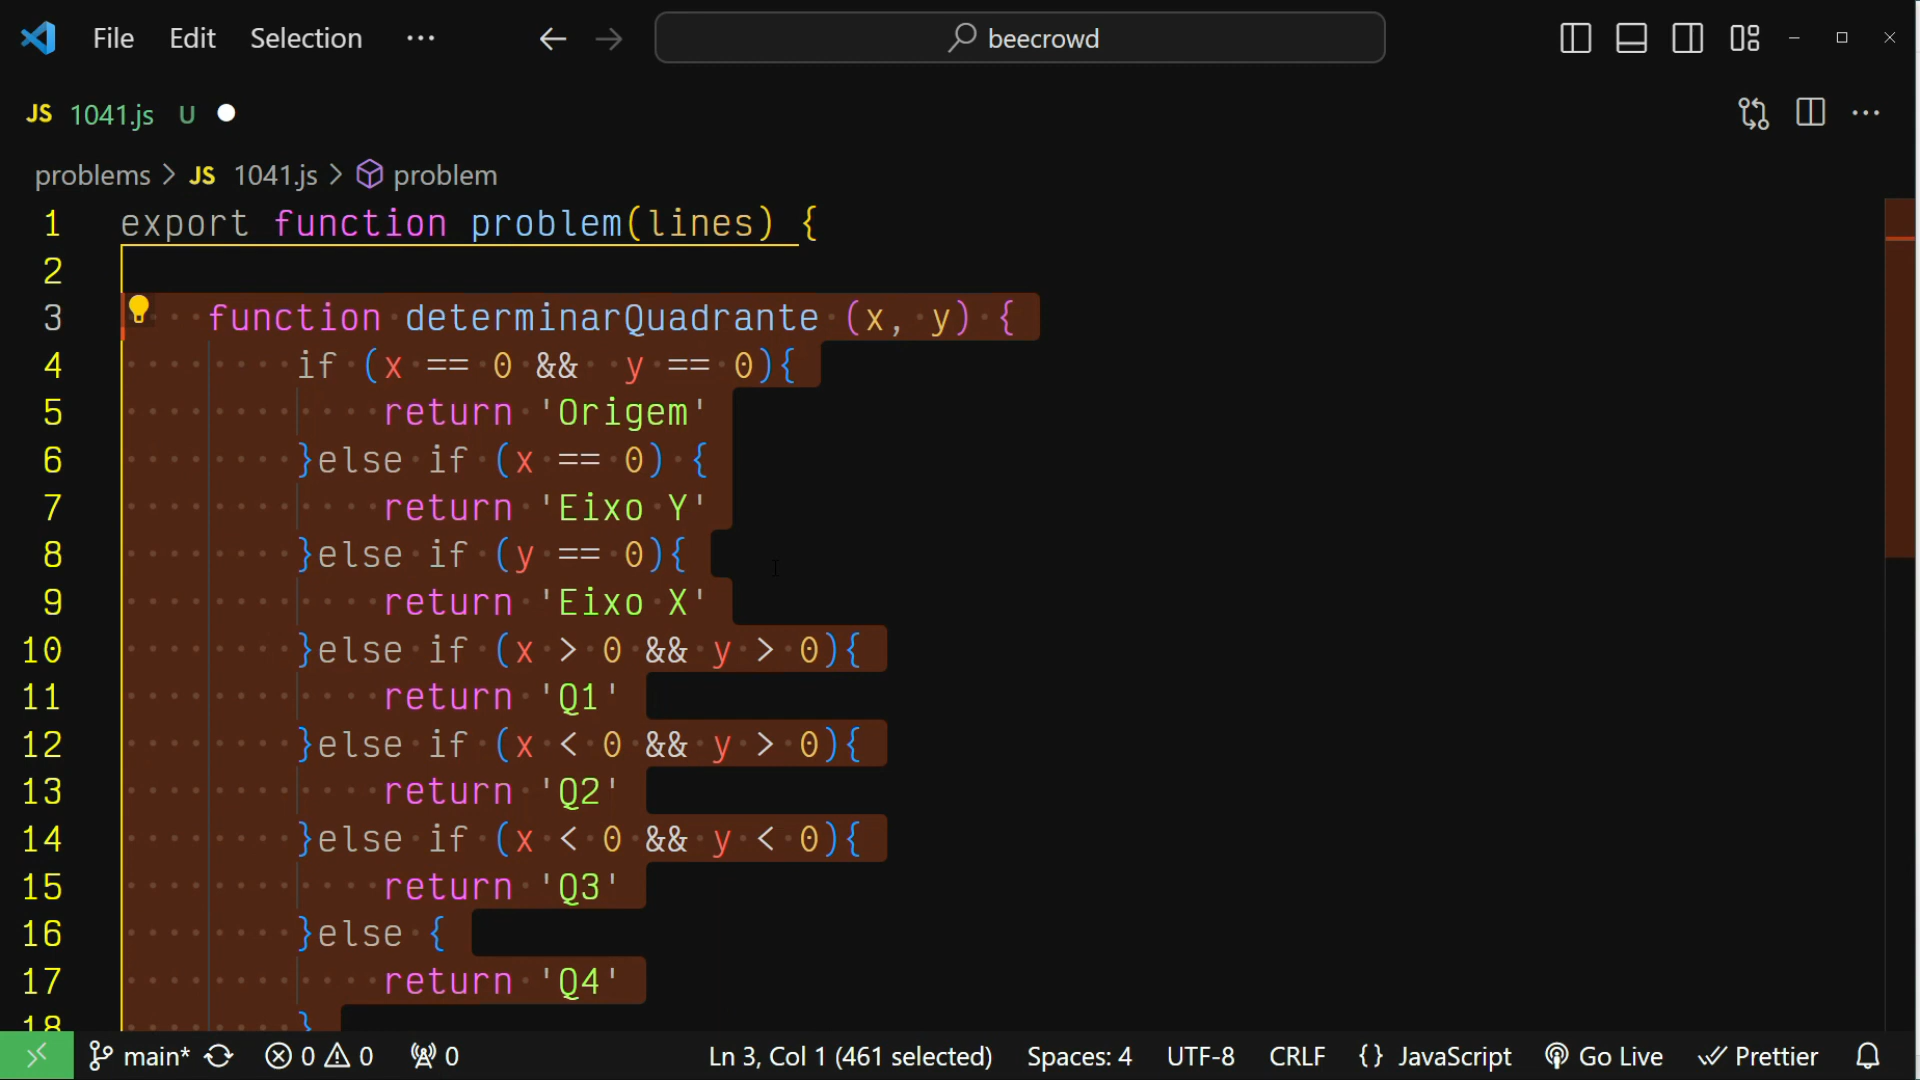 File Edit Selection ··· beecrowd
JS 1041.js U
problems > JS 1041.js > problem
1 export function problem(lines) {
2
3 function determinarQuadrante (x, y) {
4 if (x == 0 && y == 0){
5 return 'Origem'
6 }else if (x == 0) {
7 return 'Eixo Y'
8 }else if (y == 0){
9 return 'Eixo X'
10 }else if (x > 0 && y > 0){
11 return 'Q1'
12 }else if (x < 0 && y > 0){
13 return 'Q2'
14 }else if (x < 0 && y < 0){
15 return 'Q3'
16 }else {
17 return 'Q4'
18 }
main* 0 0 0 Ln 3, Col 1 (461 selected) Spaces: 4 UTF-8 CRLF {} JavaScript Go Live Prettier